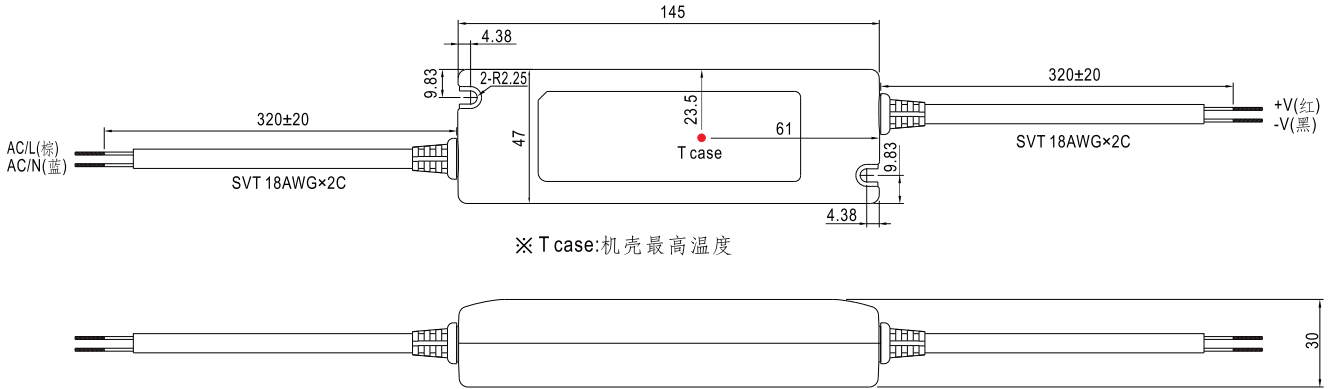 145
4.38
9.83
2-R2.25
320±20
320±20
+V(红)
-V(黑)
SVT 18AWG×2C
23.5
61
47
T case
9.83
AC/L(棕)
AC/N(蓝)
SVT 18AWG×2C
4.38
※ T case:机壳最高温度
30